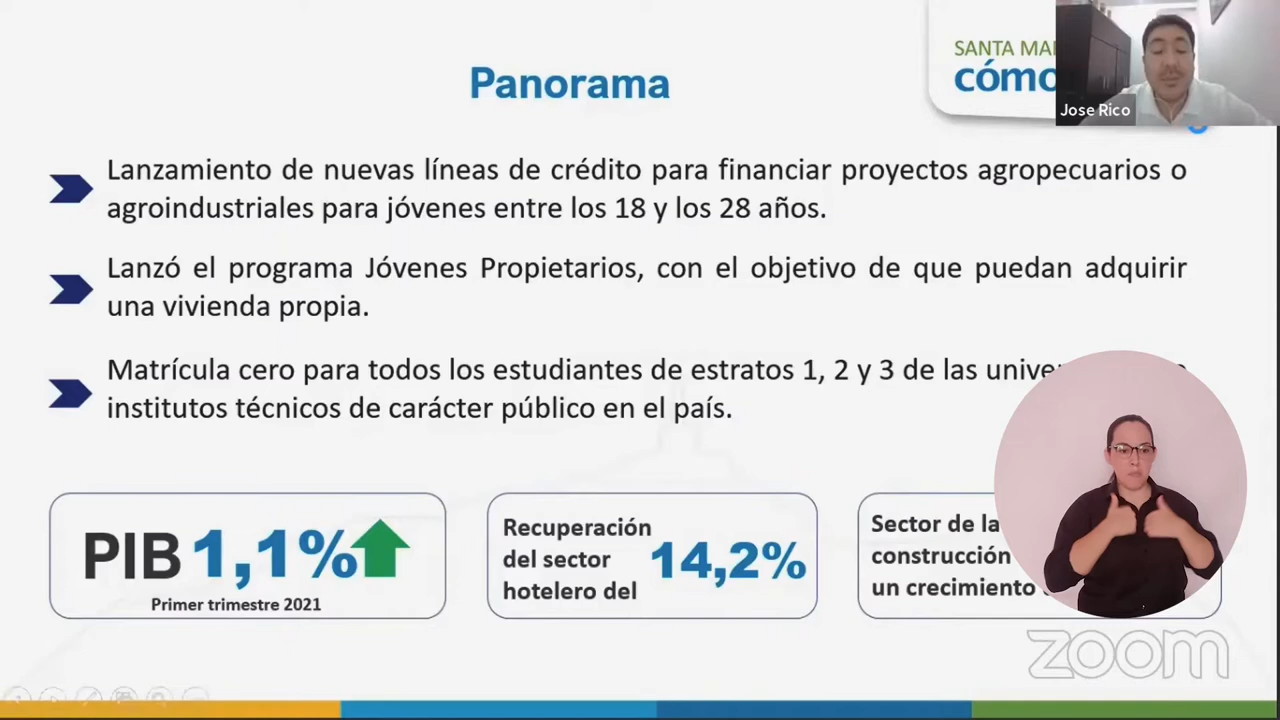 Panorama
SANTA
cómo
Jose Rico
Lanzamiento de nuevas líneas de crédito para financiar proyectos agropecuarios o
agroindustriales para jóvenes entre los 18 y los 28 años.
Lanzó el programa Jóvenes Propietarios, con el objetivo de que puedan adquirir
una vivienda propia.
Matrícula cero para todos los estudiantes de estratos 1, 2 y 3 de las
institutos técnicos de carácter público en el país.
PIB 1,1%
Primer trimestre 2021
Recuperación
del sector
hotelero del
14,2%
Sector de la
construcción
un crecimiento
zoom